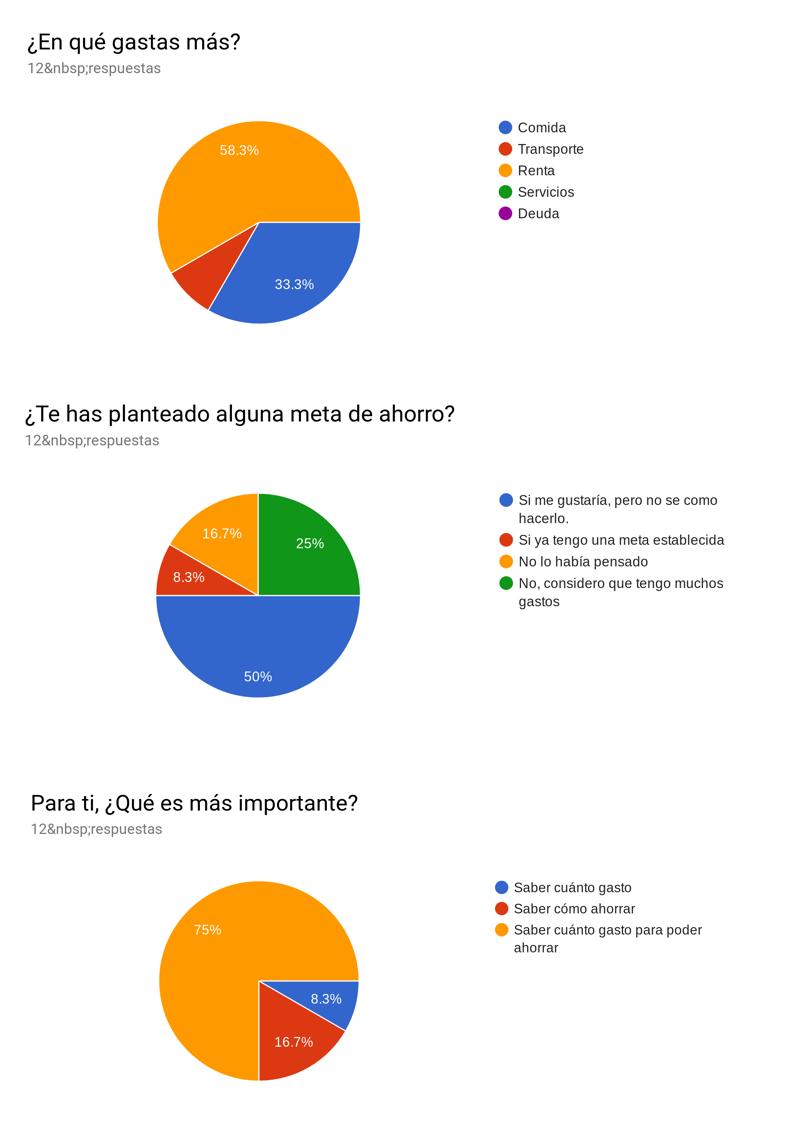 ¿En qué gastas más?
12&nbsp;respuestas
58.3%
33.3%
Comida
Transporte
Renta
Servicios
Deuda
¿Te has planteado alguna meta de ahorro?
12&nbsp;respuestas
16.7%
25%
8.3%
50%
Si me gustaría, pero no se como
hacerlo.
Si ya tengo una meta establecida
No lo había pensado
No, considero que tengo muchos
gastos
Para ti, ¿Qué es más importante?
12&nbsp;respuestas
75%
8.3%
16.7%
Saber cuánto gasto
Saber cómo ahorrar
Saber cuánto gasto para poder
ahorrar